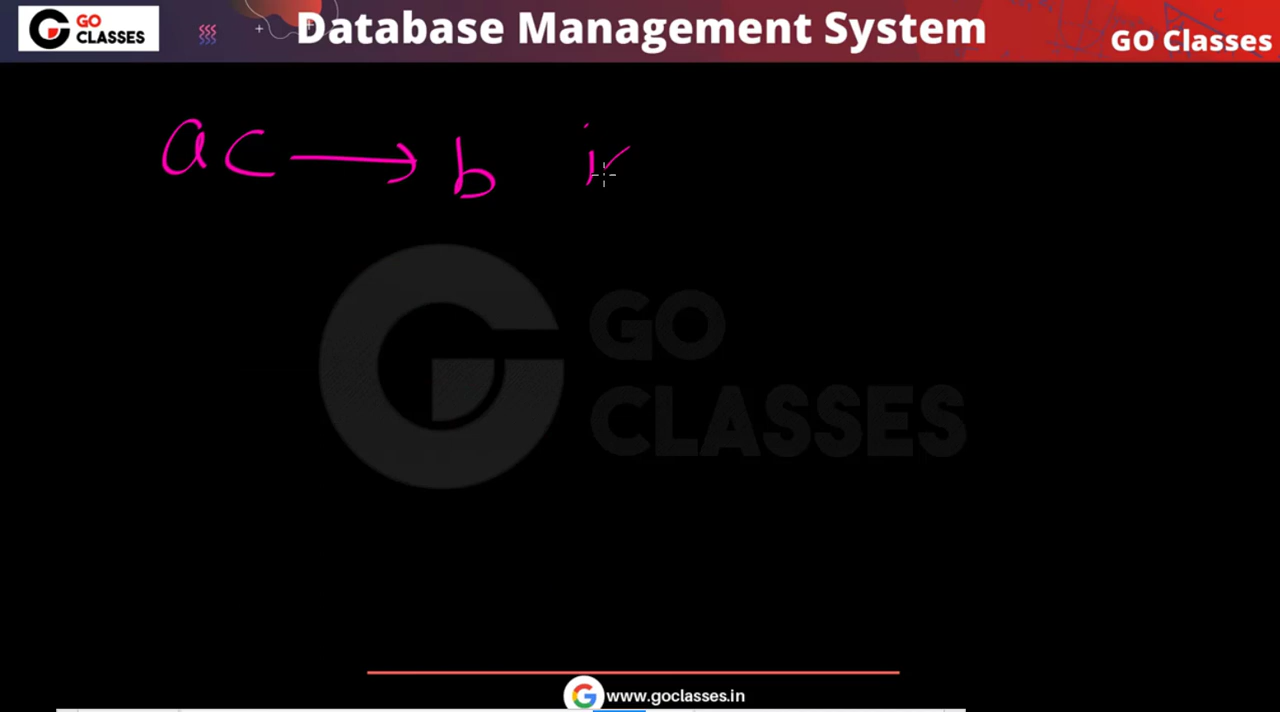 GO CLASSES
Database Management System
GO Classes
ac → b
GO CLASSES
www.goclasses.in